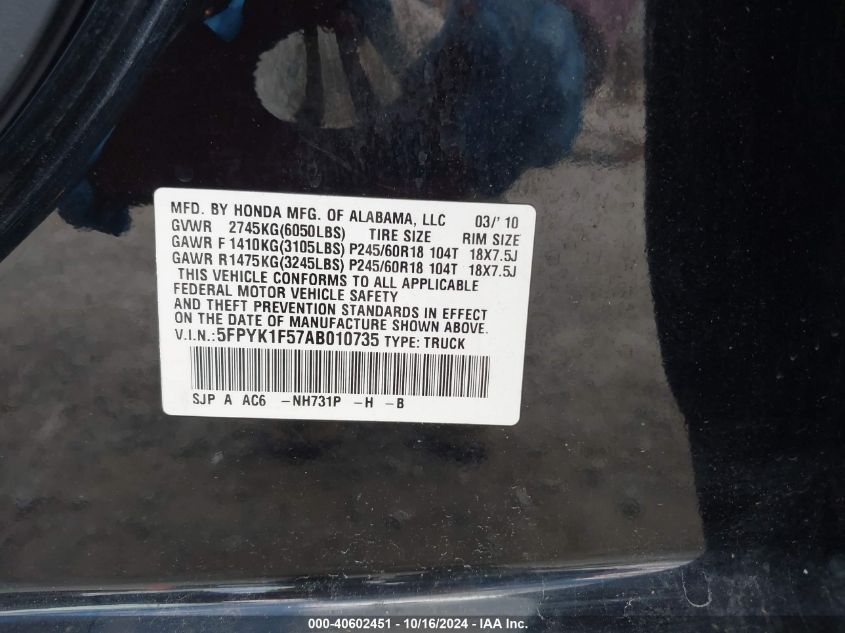 MFD. BY HONDA MFG. OF ALABAMA, LLC 03/' 10
GVWR 2745KG(6050LBS) TIRE SIZE RIM SIZE
GAWR F 1410KG(3105LBS) P245/60R18 104T 18X7.5J
GAWR R1475KG(3245LBS) P245/60R18 104T 18X7.5J
THIS VEHICLE CONFORMS TO ALL APPLICABLE
FEDERAL MOTOR VEHICLE SAFETY
AND THEFT PREVENTION STANDARDS IN EFFECT
ON THE DATE OF MANUFACTURE SHOWN ABOVE.
V.I.N.:5FPYK1F57AB010735 TYPE: TRUCK
SJP A AC6 -NH731P -H -B
000-40602451 - 10/16/2024 - IAA Inc.